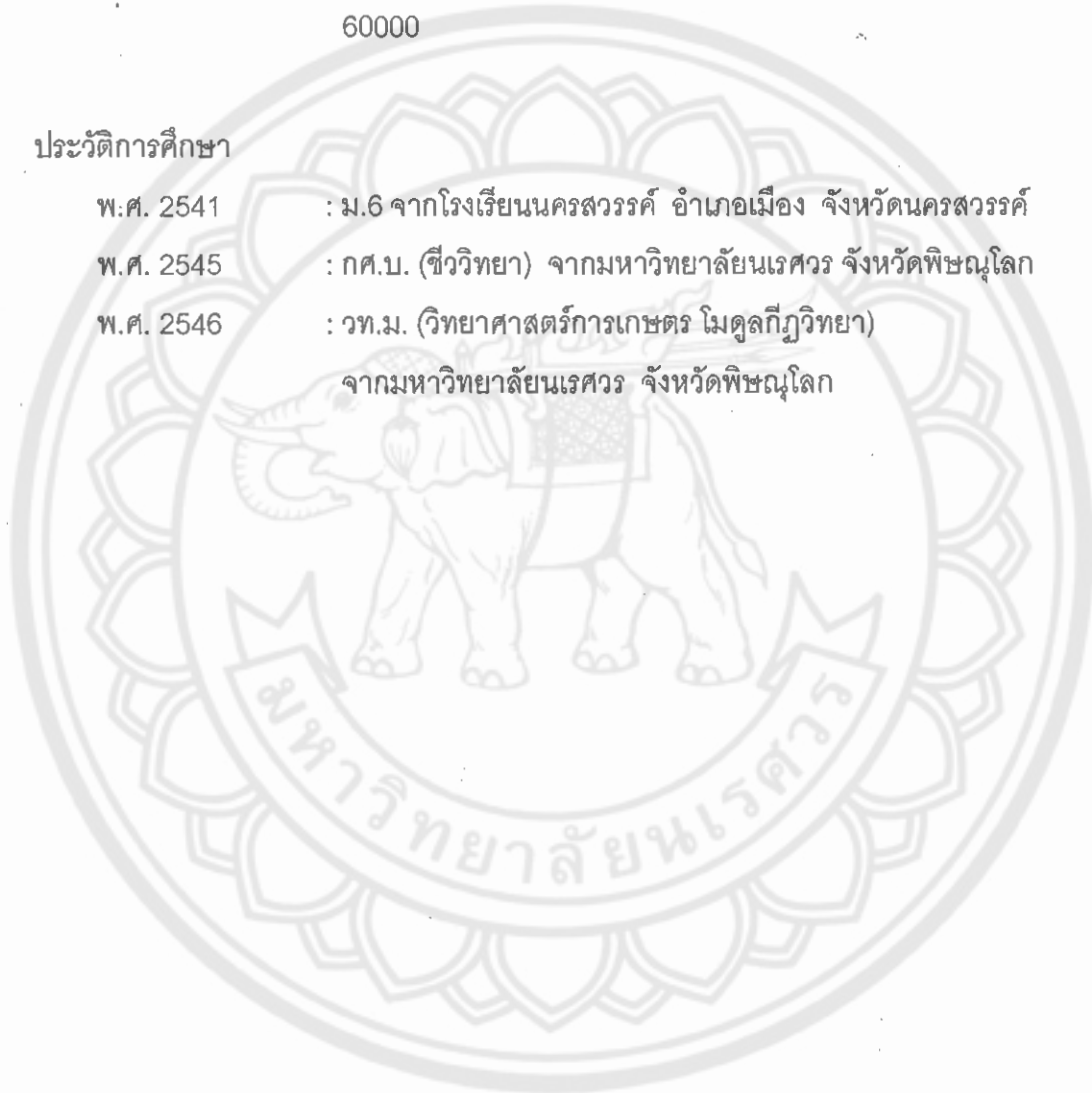 60000
ประวัติการศึกษา
พ.ศ. 2541 : ม.6 จากโรงเรียนนครสวรรค์ อำเภอเมือง จังหวัดนครสวรรค์
พ.ศ. 2545 : กศ.บ. (ชีววิทยา) จากมหาวิทยาลัยนเรศวร จังหวัดพิษณุโลก
พ.ศ. 2546 : วท.ม. (วิทยาศาสตร์การเกษตร โมดูลกีฏวิทยา)
จากมหาวิทยาลัยนเรศวร จังหวัดพิษณุโลก
มหาวิทยาลัยนเรศวร